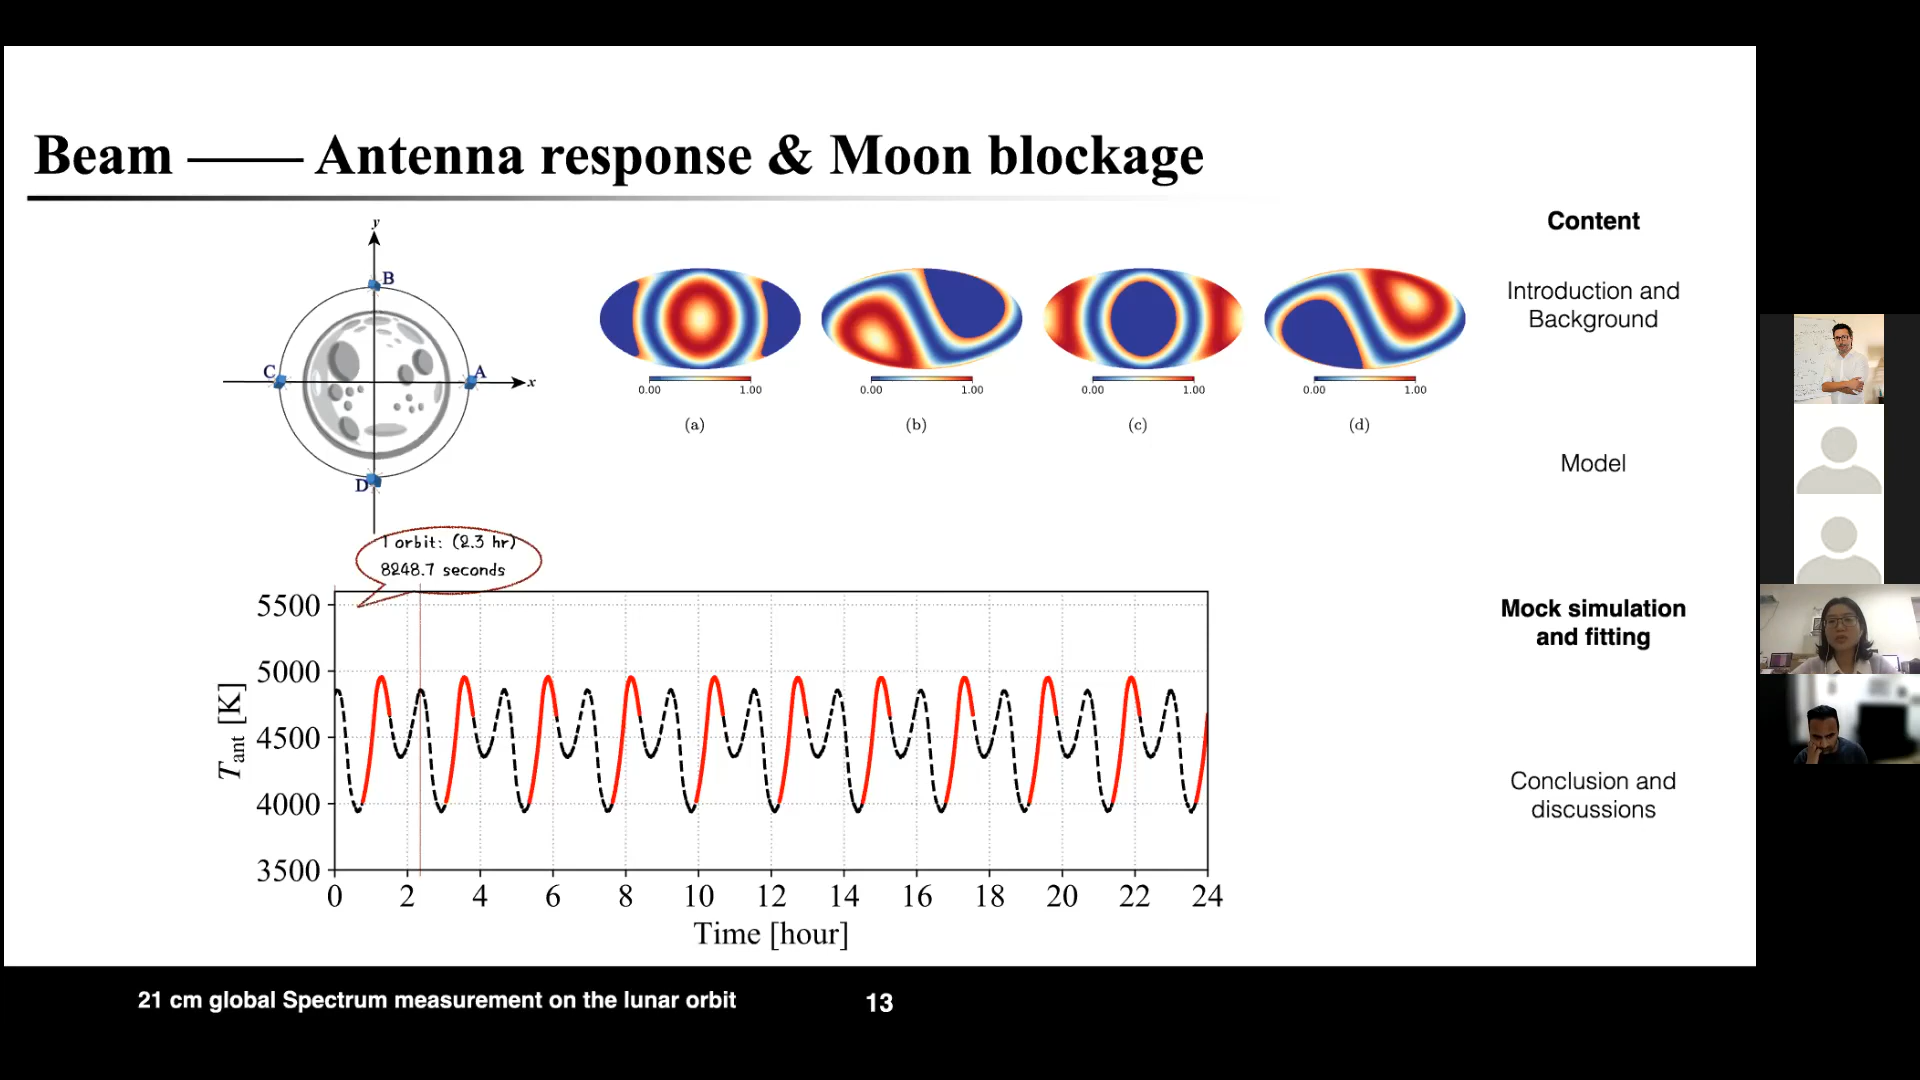 Beam —— Antenna response & Moon blockage
Content
Introduction and
Background
Model
Mock simulation
and fitting
Conclusion and
discussions
y
B
C
A
x
D
0.00 1.00
(a)
0.00 1.00
(b)
0.00 1.00
(c)
0.00 1.00
(d)
1 orbit: (2.3 hr)
8248.7 seconds
5500
5000
4500
4000
3500
Tant [K]
0 2 4 6 8 10 12 14 16 18 20 22 24
Time [hour]
21 cm global Spectrum measurement on the lunar orbit
13